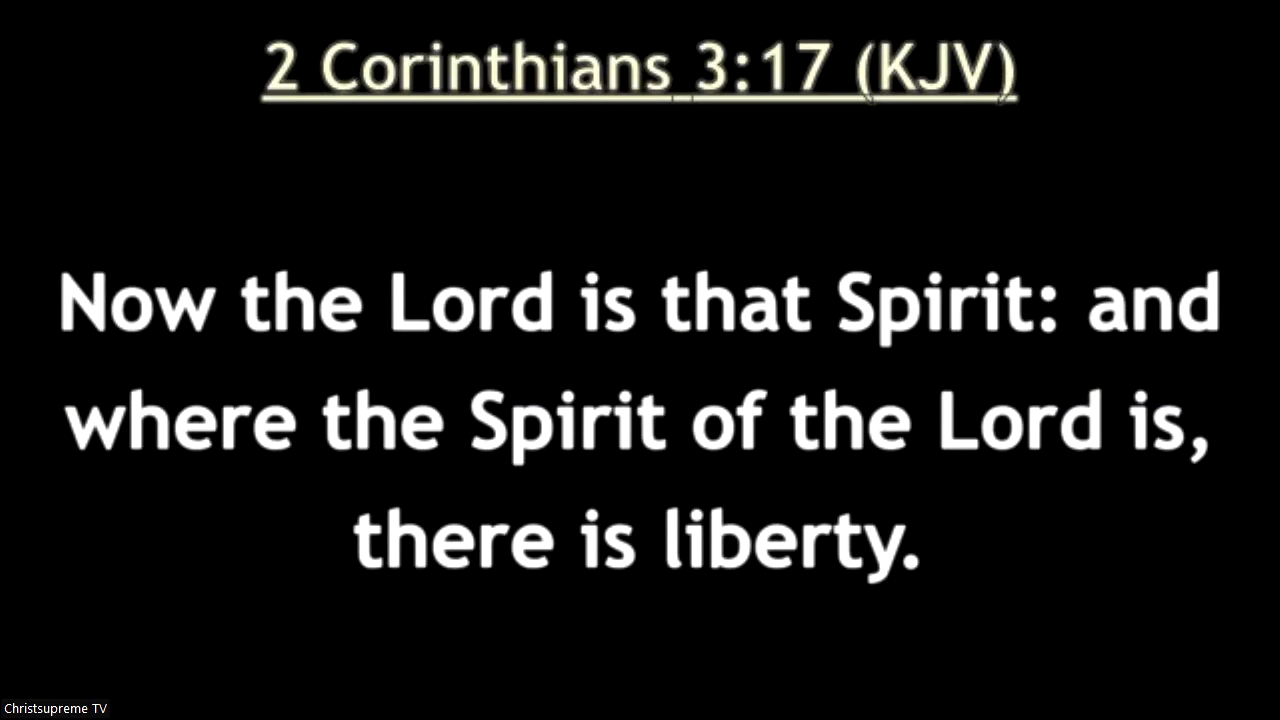 2 Corinthians 3:17 (KJV)
Now the Lord is that Spirit: and
where the Spirit of the Lord is,
there is liberty.
Christsupreme TV